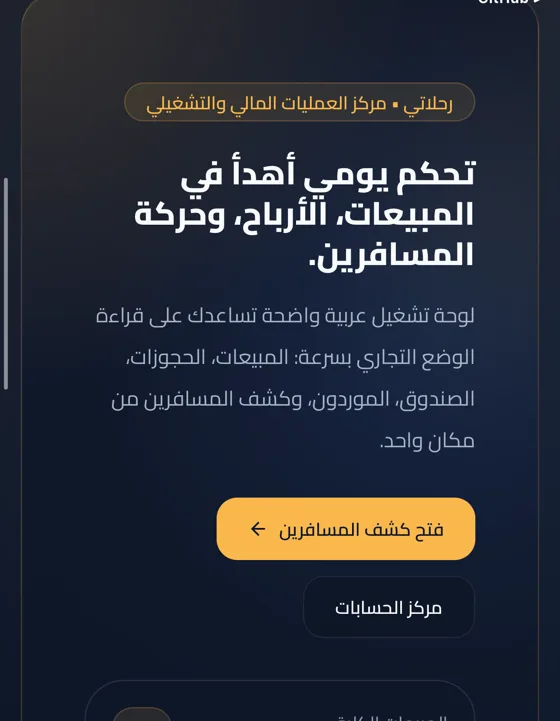 GitHub
رحلاتي • مركز العمليات المالي والتشغيلي
تحكم يومي أهدأ في
المبيعات، الأرباح، وحركة
المسافرين.
لوحة تشغيل عربية واضحة تساعدك على قراءة
الوضع التجاري بسرعة: المبيعات، الحجوزات،
الصندوق، الموردون، وكشف المسافرين من
مكان واحد.
فتح كشف المسافرين ←
مركز الحسابات